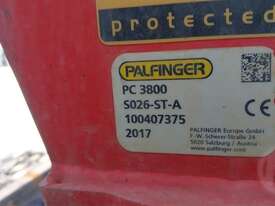 protected
PALFINGER
PC 3800
S026-ST-A
100407375
2017
PALFINGER Europe GmbH
F.-W.-Scherer-Straße 24
5020 Salzburg / Austria
www.palfinger.com